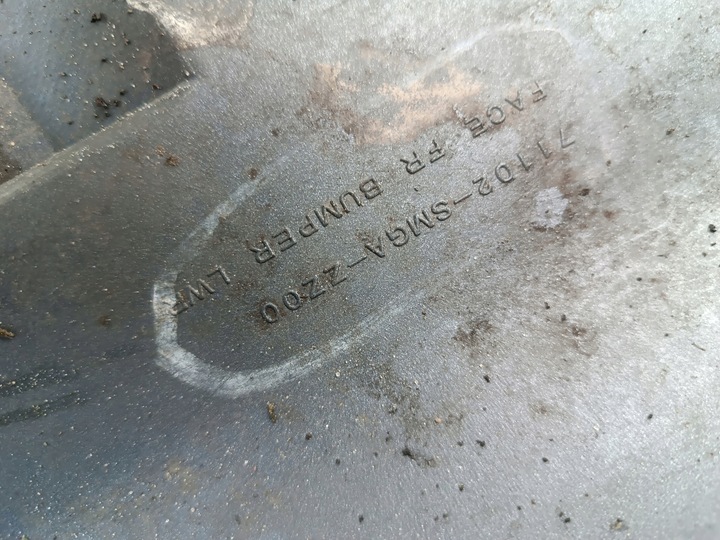 71102-SMGA-ZZ00
FACE FR BUMPER LWR